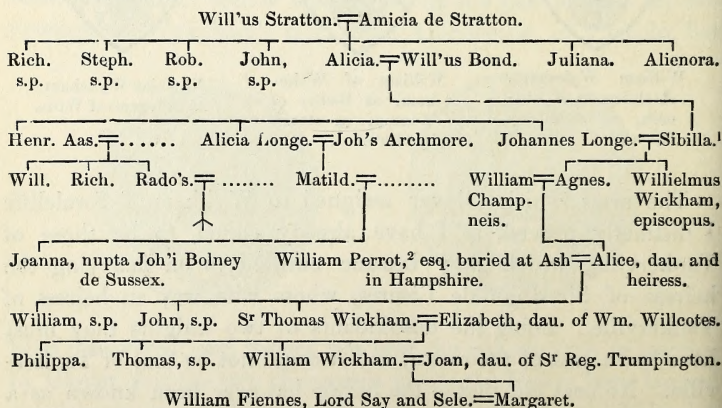 Will'us Stratton.╤Amicia de Stratton.
Rich. Steph. Rob. John, Alicia.╤Will'us Bond. Juliana. Alienora.
s.p. s.p. s.p. s.p.
Henr. Aas.╤...... Alicia Longe.╤Joh's Archmore. Johannes Longe.╤Sibilla.¹
Will. Rich. Rado's.╤........ Matild.╤......... William╤Agnes. Willielmus
Champ- Wickham,
neis. episcopus.
Joanna, nupta Joh'i Bolney William Perrot,² esq. buried at Ash╤Alice, dau. and
de Sussex. in Hampshire. heiress.
William, s.p. John, s.p. Sʳ Thomas Wickham.╤Elizabeth, dau. of Wm. Willcotes.
Philippa. Thomas, s.p. William Wickham.╤Joan, dau. of Sʳ Reg. Trumpington.
William Fiennes, Lord Say and Sele.═Margaret.